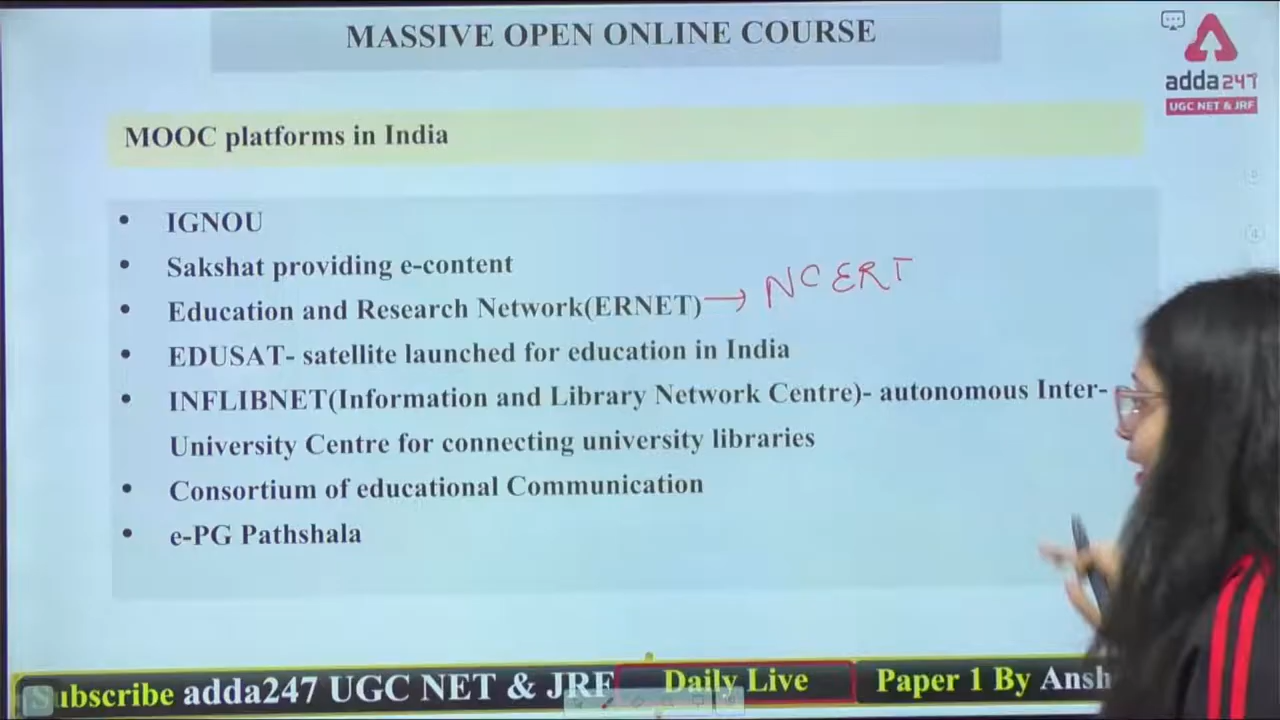 MASSIVE OPEN ONLINE COURSE
adda247
UGC NET & JRF
MOOC platforms in India
• IGNOU
• Sakshat providing e-content
• Education and Research Network(ERNET) → NCERT
• EDUSAT- satellite launched for education in India
• INFLIBNET(Information and Library Network Centre)- autonomous Inter-
University Centre for connecting university libraries
• Consortium of educational Communication
• e-PG Pathshala
Subscribe adda247 UGC NET & JRF Daily Live Paper 1 By Ansh